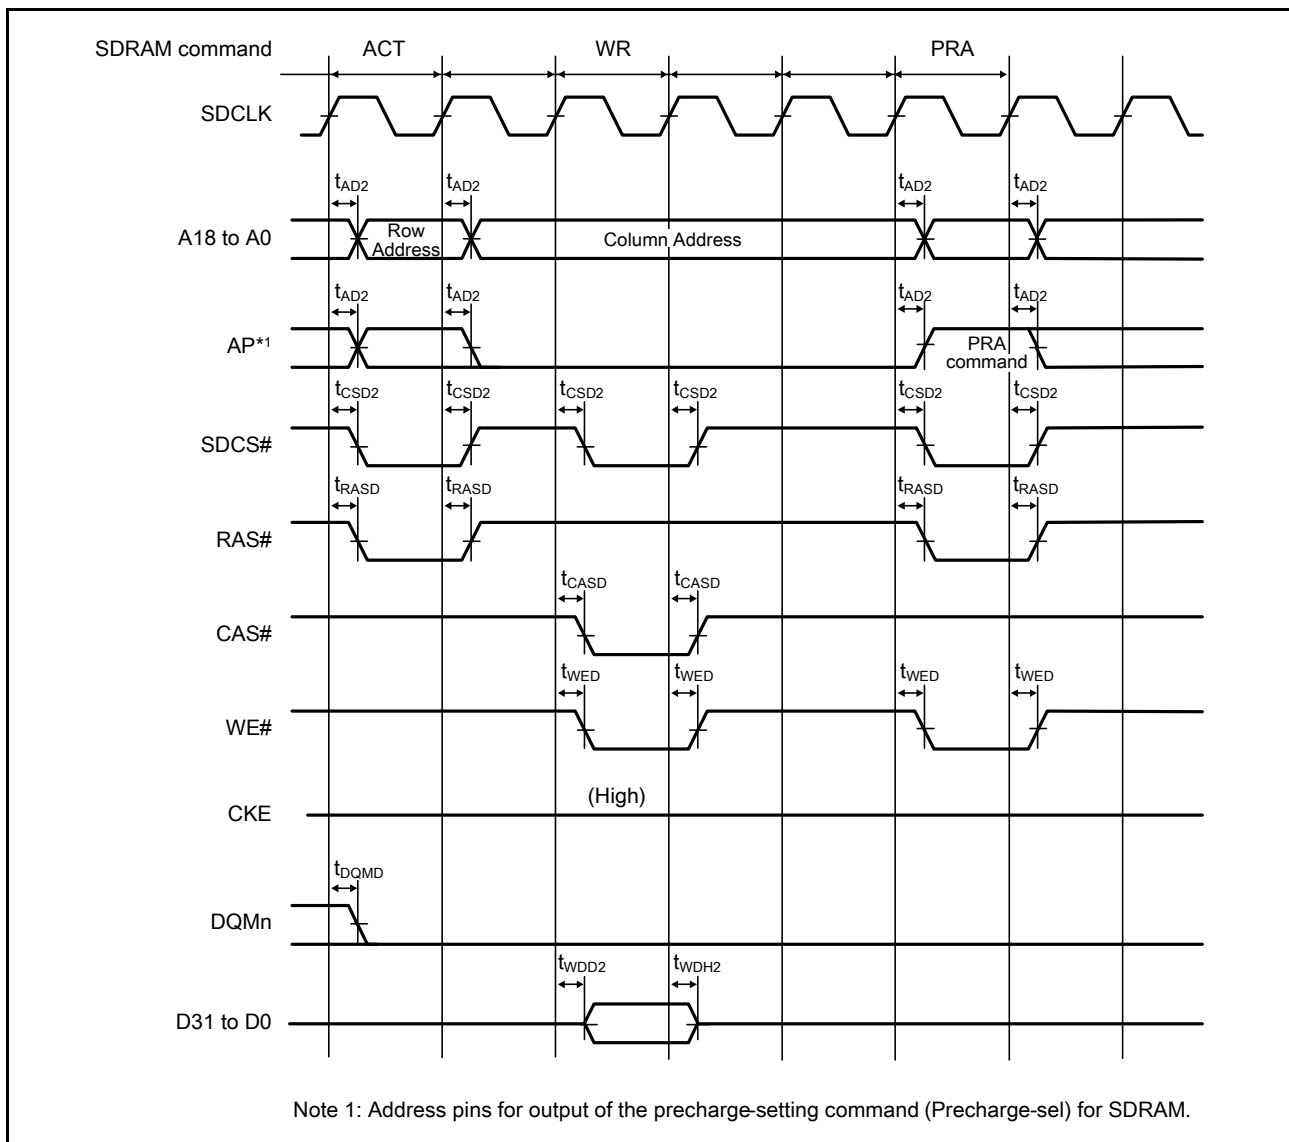 SDRAM command ACT WR PRA
SDCLK
tAD2 tAD2 tAD2 tAD2
A18 to A0 Row Address Column Address
tAD2 tAD2 tAD2 tAD2
AP*1 PRA command
tCSD2 tCSD2 tCSD2 tCSD2 tCSD2 tCSD2
SDCS#
tRASD tRASD tRASD tRASD
RAS#
tCASD tCASD
CAS#
tWED tWED tWED tWED
WE#
(High)
CKE
tDQMD
DQMn
tWDD2 tWDH2
D31 to D0
Note 1: Address pins for output of the precharge-setting command (Precharge-sel) for SDRAM.